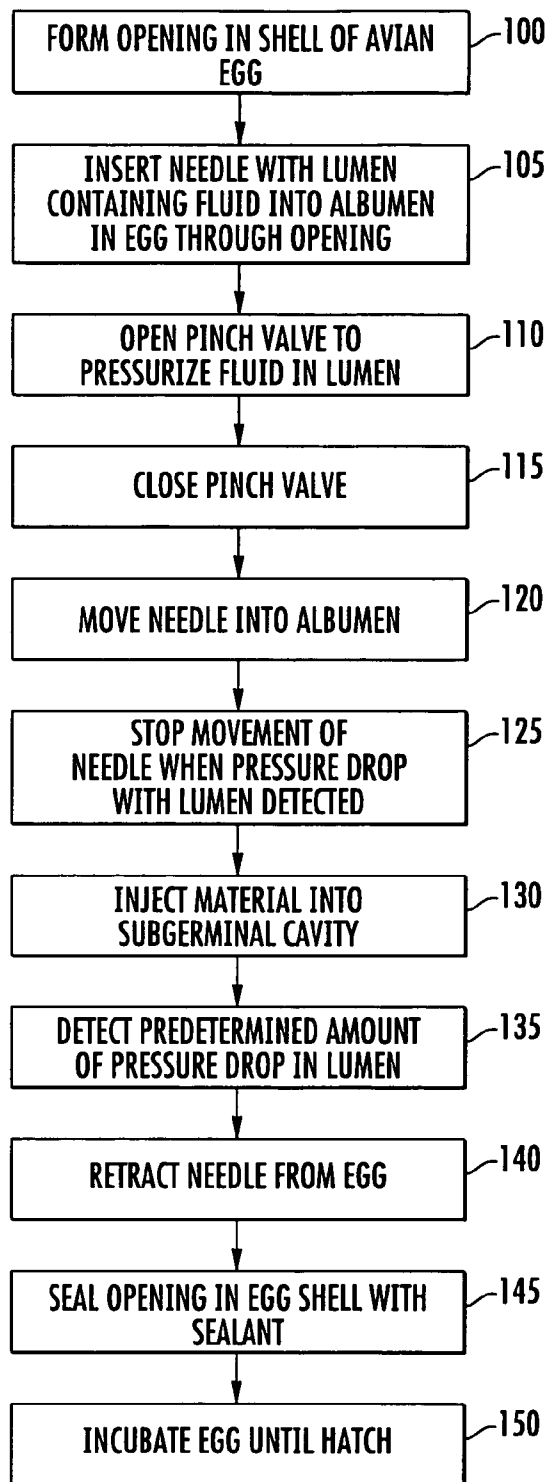 FORM OPENING IN SHELL OF AVIAN
EGG
100
INSERT NEEDLE WITH LUMEN
CONTAINING FLUID INTO ALBUMEN
IN EGG THROUGH OPENING
105
OPEN PINCH VALVE TO
PRESSURIZE FLUID IN LUMEN
110
CLOSE PINCH VALVE
115
MOVE NEEDLE INTO ALBUMEN
120
STOP MOVEMENT OF
NEEDLE WHEN PRESSURE DROP
WITH LUMEN DETECTED
125
INJECT MATERIAL INTO
SUBGERMINAL CAVITY
130
DETECT PREDETERMINED AMOUNT
OF PRESSURE DROP IN LUMEN
135
RETRACT NEEDLE FROM EGG
140
SEAL OPENING IN EGG SHELL WITH
SEALANT
145
INCUBATE EGG UNTIL HATCH
150